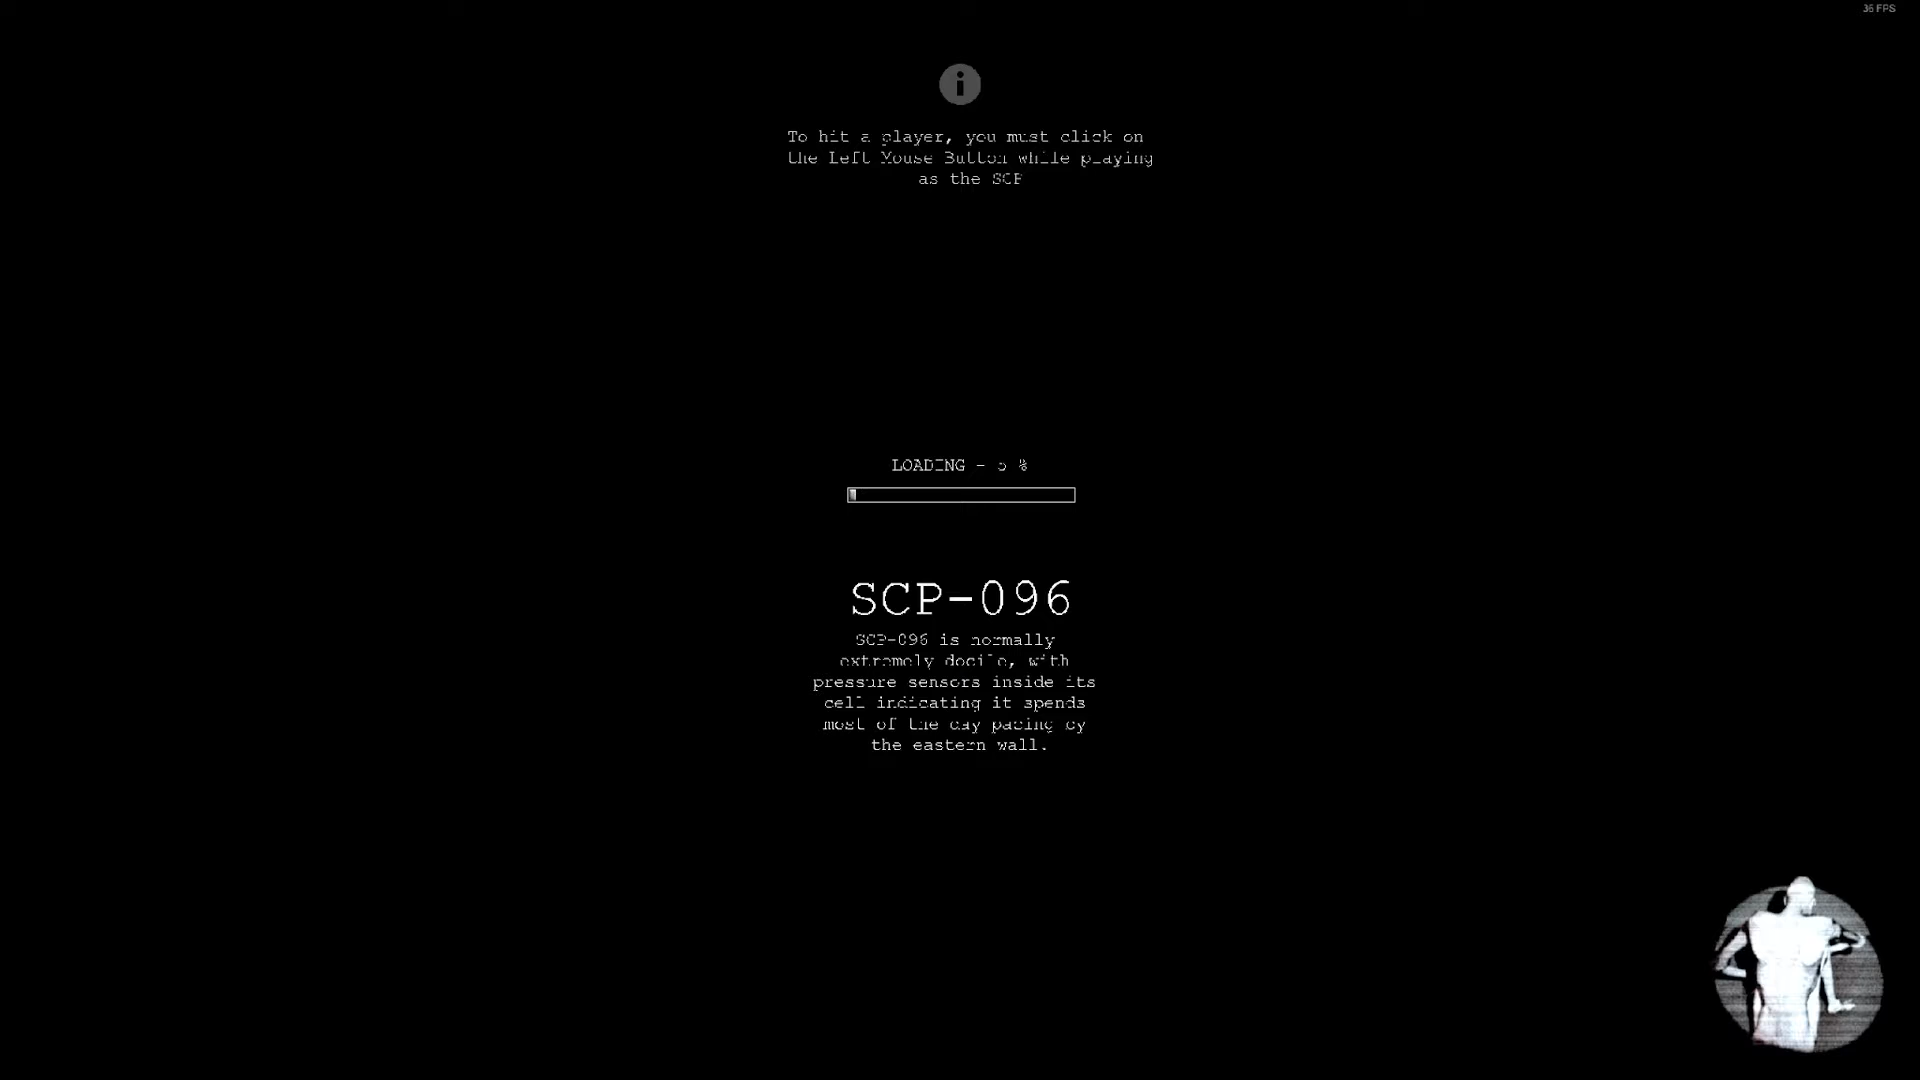 36 FPS
To hit a player, you must click on
the Left Mouse Button while playing
as the SCP
LOADING - %
SCP-096
SCP-096 is normally
extremely docile, with
pressure sensors inside its
cell indicating it spends
most of the day pacing by
the eastern wall.